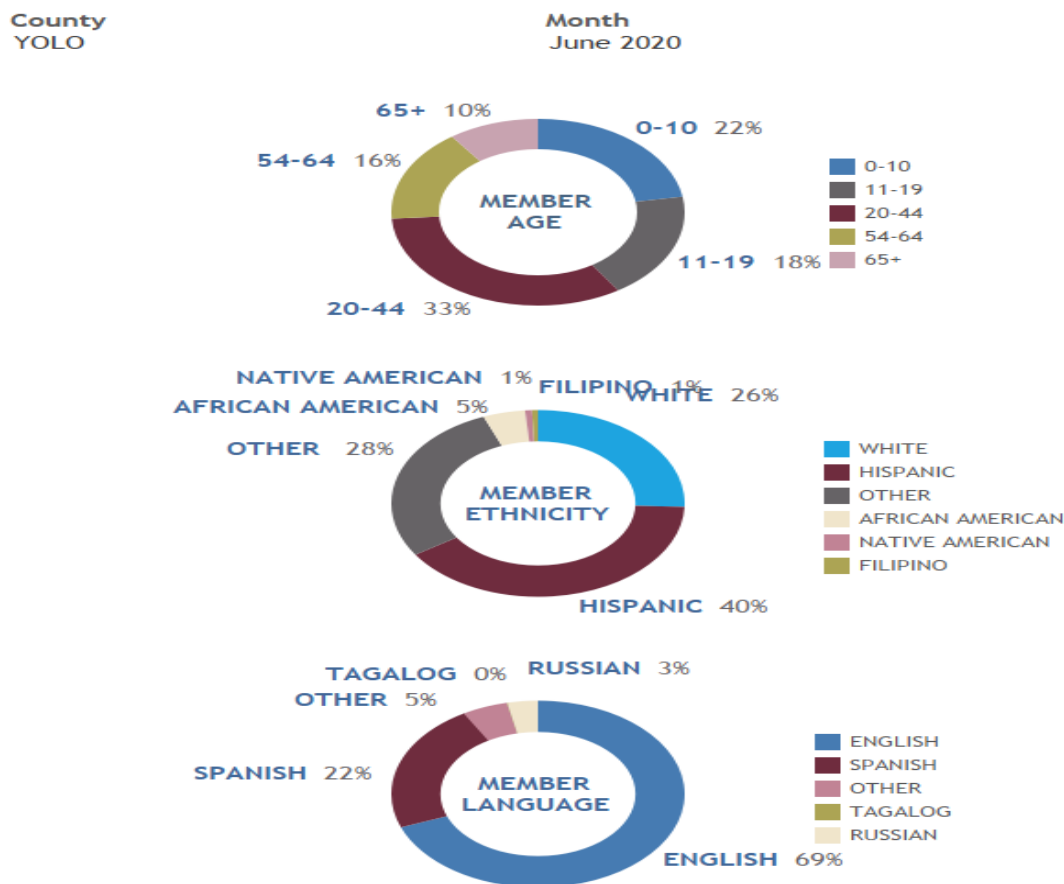 County Month
YOLO June 2020
65+ 10%
0-10 22%
54-64 16%
MEMBER
AGE
11-19 18%
20-44 33%
0-10
11-19
20-44
54-64
65+
NATIVE AMERICAN 1%
FILIPINO 1%
WHITE 26%
AFRICAN AMERICAN 5%
OTHER 28%
MEMBER
ETHNICITY
HISPANIC 40%
WHITE
HISPANIC
OTHER
AFRICAN AMERICAN
NATIVE AMERICAN
FILIPINO
TAGALOG 0%
RUSSIAN 3%
OTHER 5%
SPANISH 22%
MEMBER
LANGUAGE
ENGLISH 69%
ENGLISH
SPANISH
OTHER
TAGALOG
RUSSIAN